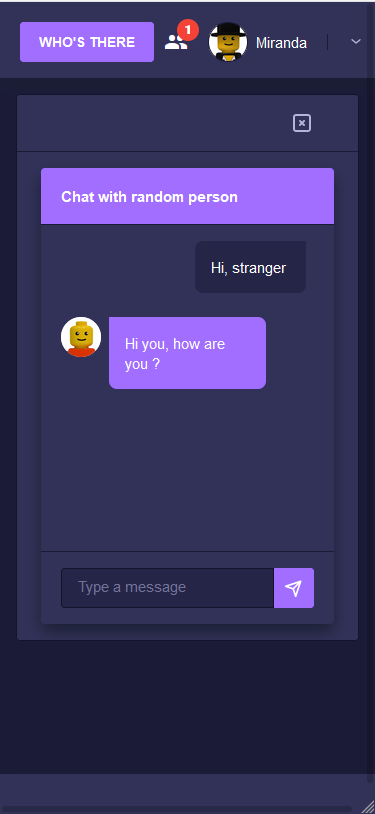 WHO'S THERE
1
Miranda
Chat with random person
Hi, stranger
Hi you, how are
you ?
Type a message